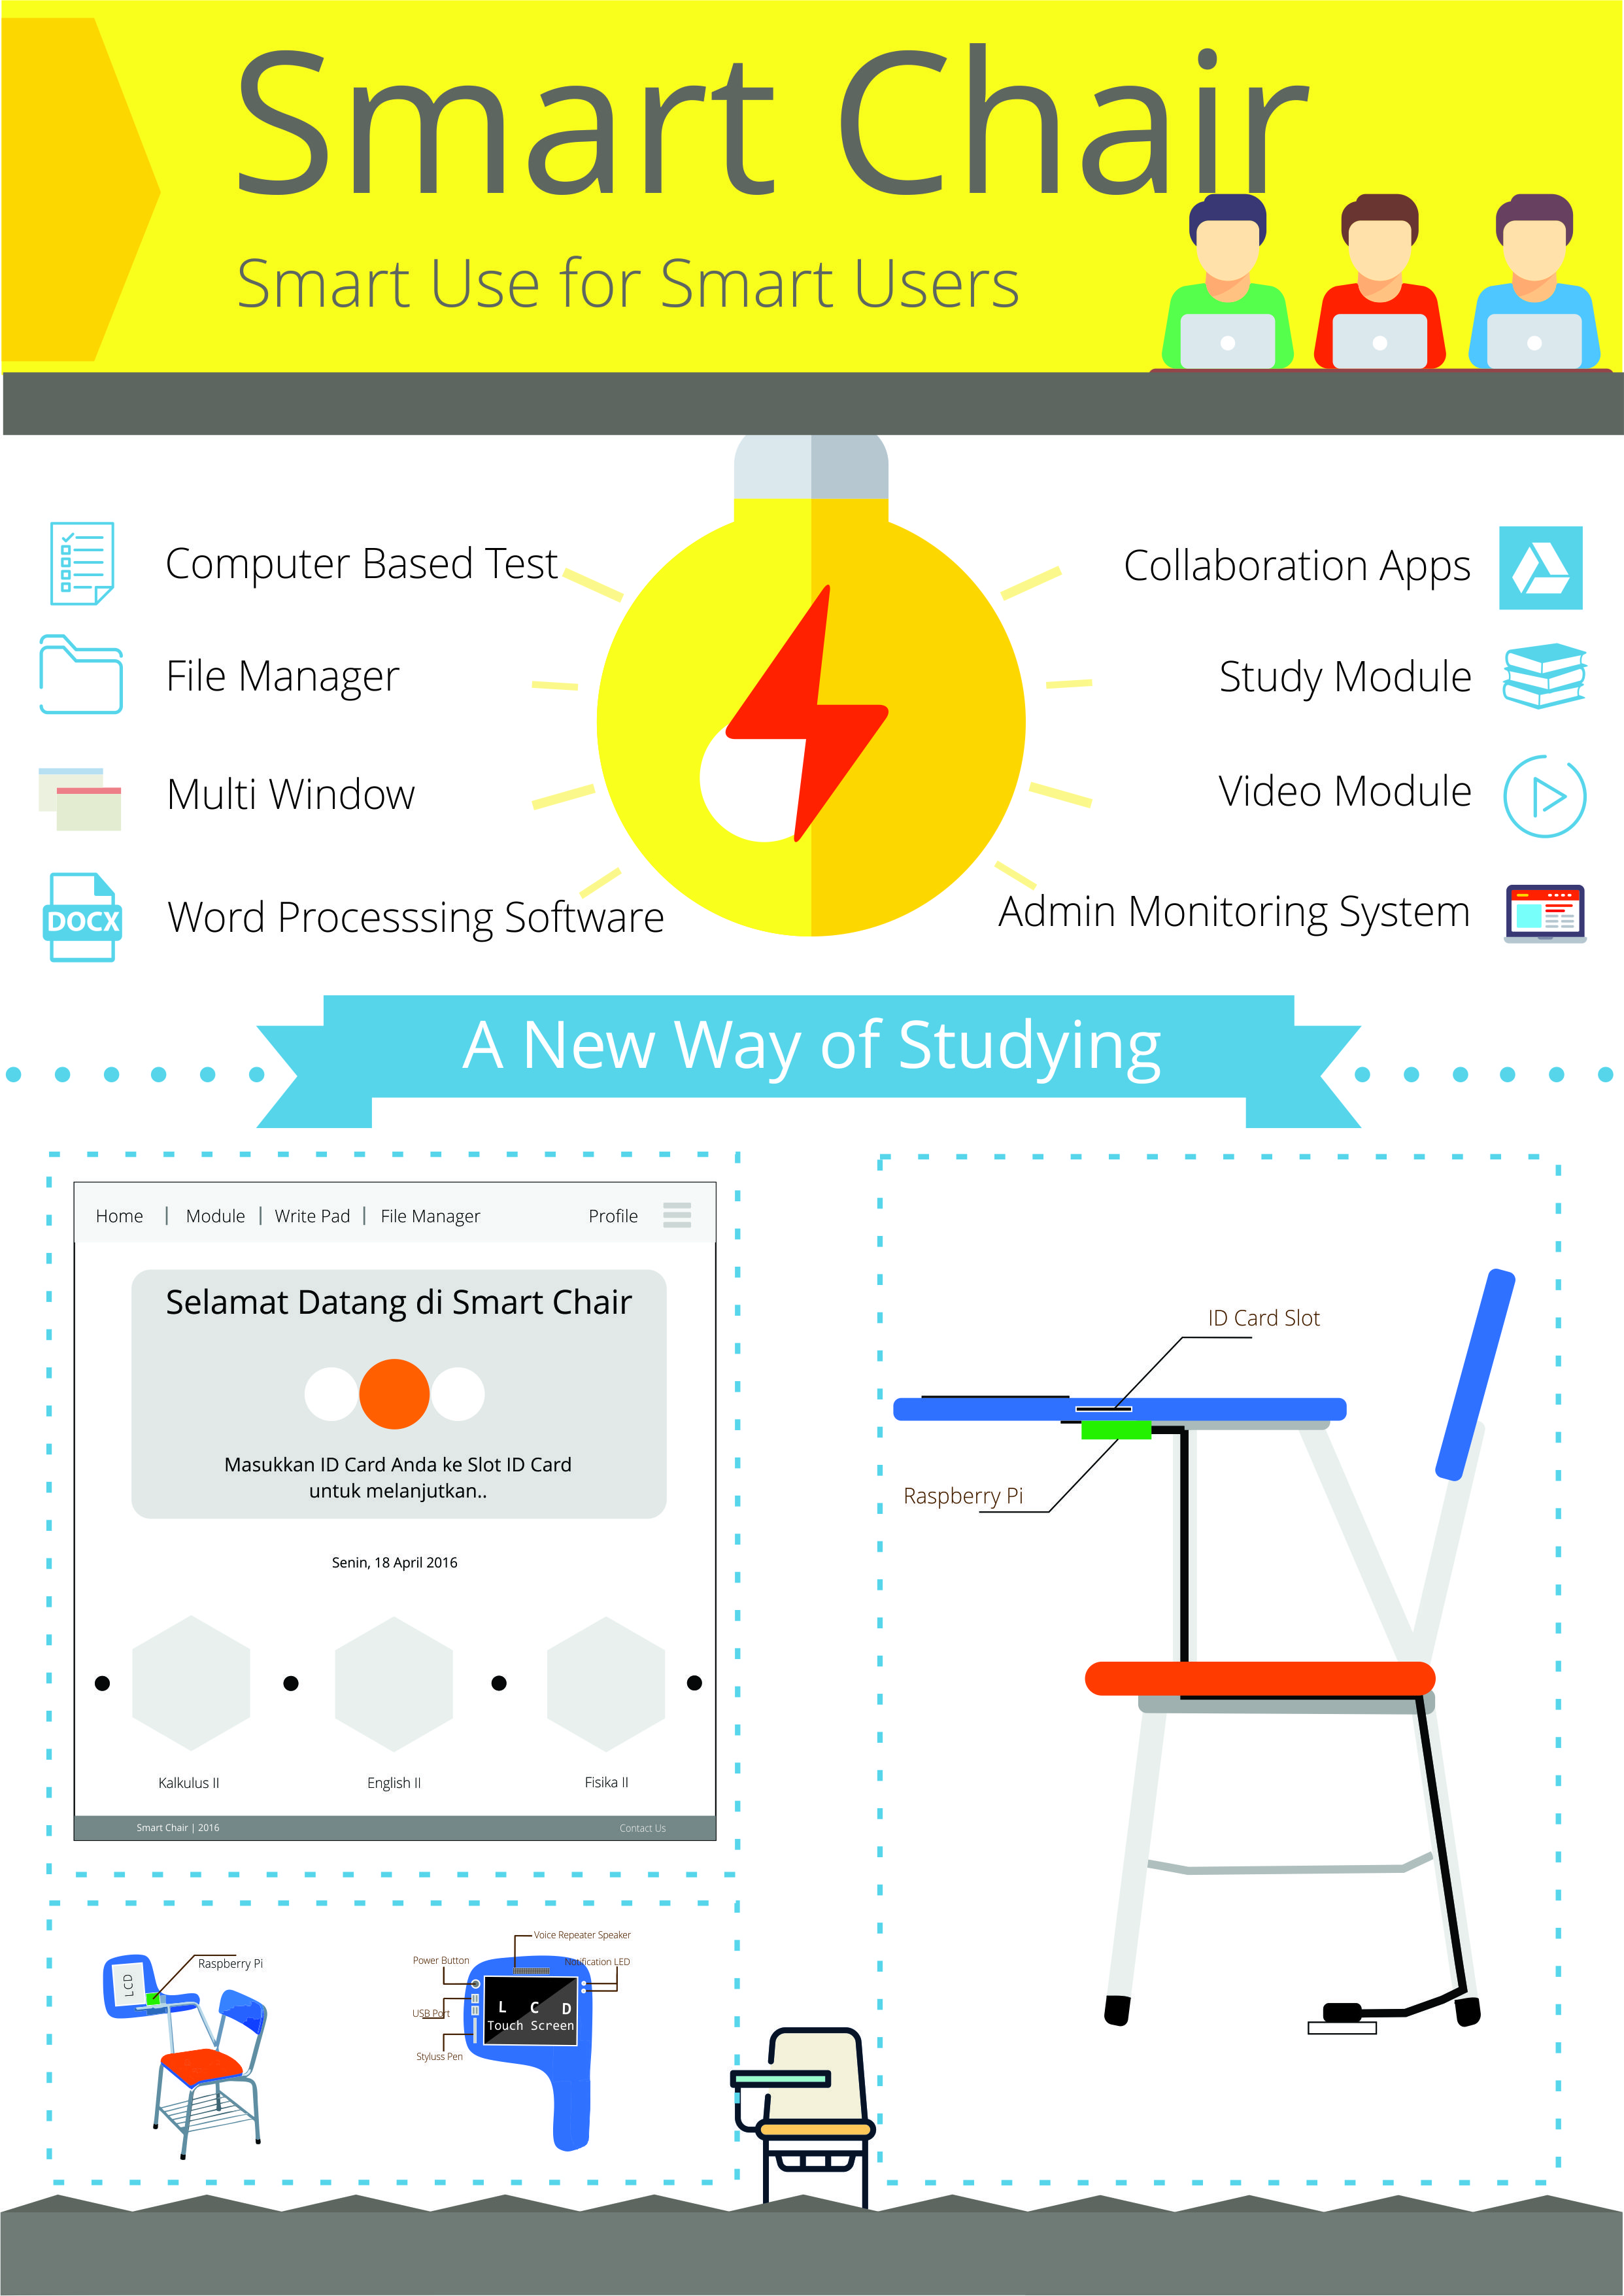 Smart Chair
Smart Use for Smart Users
Computer Based Test
File Manager
Multi Window
DOCX
Word Processsing Software
Collaboration Apps
Study Module
Video Module
Admin Monitoring System
A New Way of Studying
Home | Module | Write Pad | File Manager Profile
Selamat Datang di Smart Chair
Masukkan ID Card Anda ke Slot ID Card
untuk melanjutkan..
Senin, 18 April 2016
Kalkulus II
English II
Fisika II
Smart Chair | 2016
Contact Us
ID Card Slot
Raspberry Pi
LCD
Raspberry Pi
Voice Repeater Speaker
Power Button
Notification LED
USB Port
Styluss Pen
L C D
Touch Screen